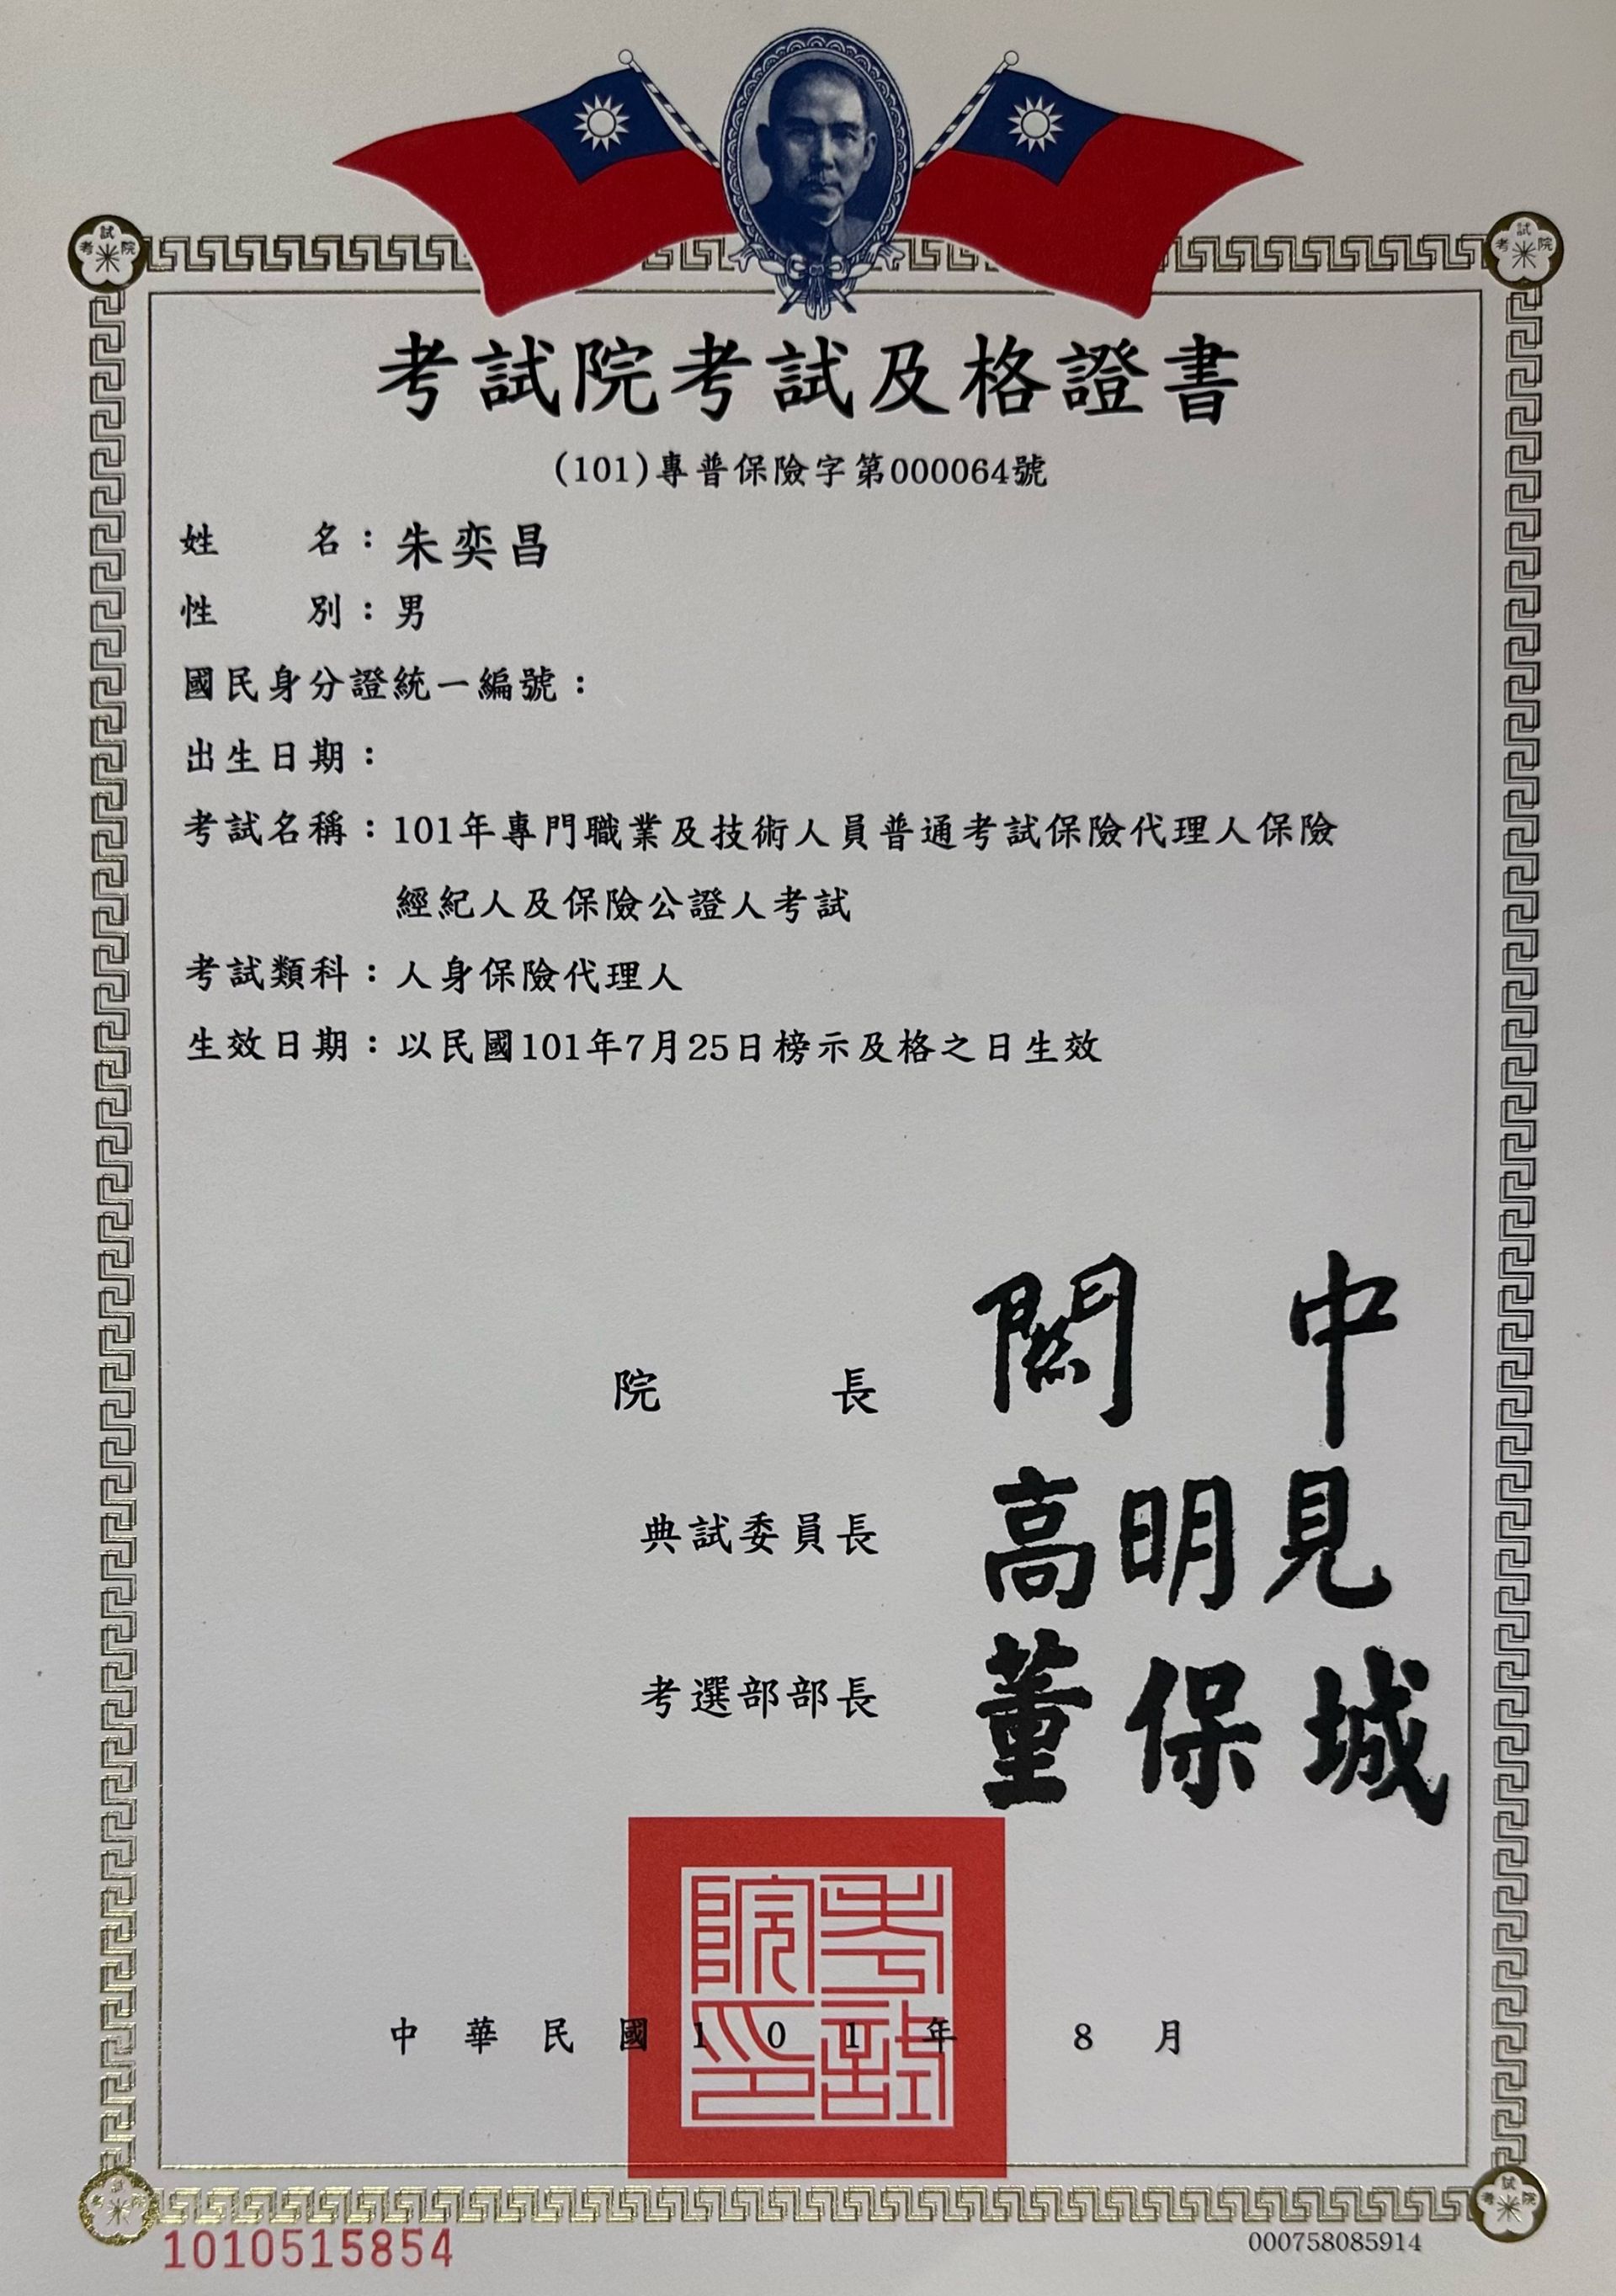 考試院考試及格證書
(101)專普保險字第000064號
姓名：朱奕昌
性別：男
國民身分證統一編號：
出生日期：
考試名稱：101年專門職業及技術人員普通考試保險代理人保險
經紀人及保險公證人考試
考試類科：人身保險代理人
生效日期：以民國101年7月25日榜示及格之日生效
院長 關中
典試委員長 高明見
考選部部長 董保城
考試院印
中華民國101年8月
1010515854
000758085914